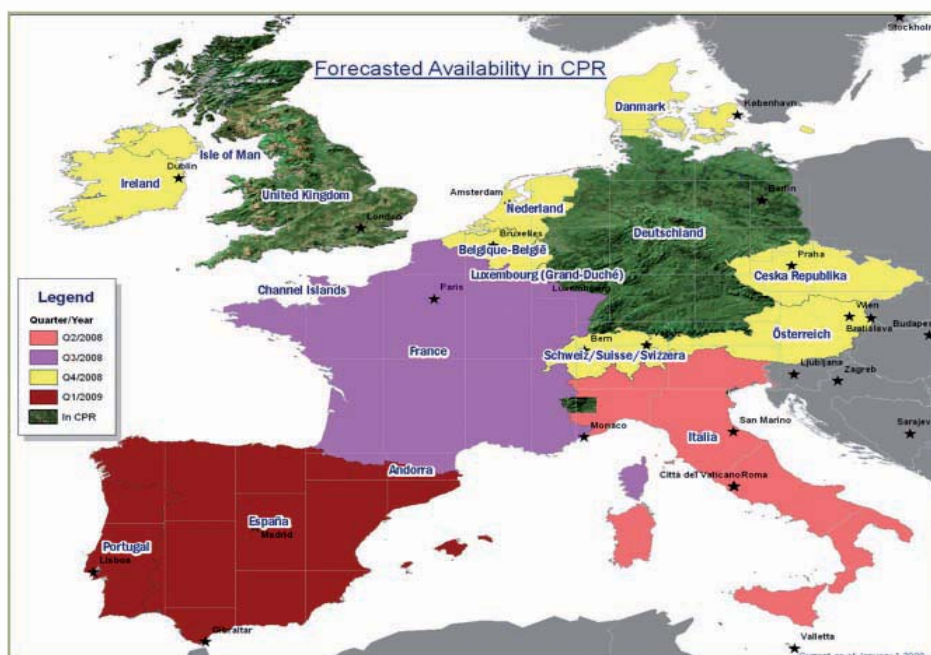 Forecasted Availability in CPR
Stockholm
Danmark
København
Isle of Man
Dublin
Ireland
United Kingdom
London
Amsterdam
Nederland
Berlin
Bruxelles
Belgique-België
Deutschland
Praha
Ceska Republika
Luxembourg (Grand-Duché)
Luxembourg
Channel Islands
Paris
Wien
Bratislava
Budapes
Österreich
Bern
Schweiz/Suisse/Svizzera
France
Ljubljana
Zagreb
Legend
Quarter/Year
Q2/2008
Q3/2008
Q4/2008
Q1/2009
In CPR
Monaco
San Marino
Sarajev
Italia
Andorra
Città del Vaticano
Roma
España
Madrid
Portugal
Lisboa
Gibraltar
Valletta